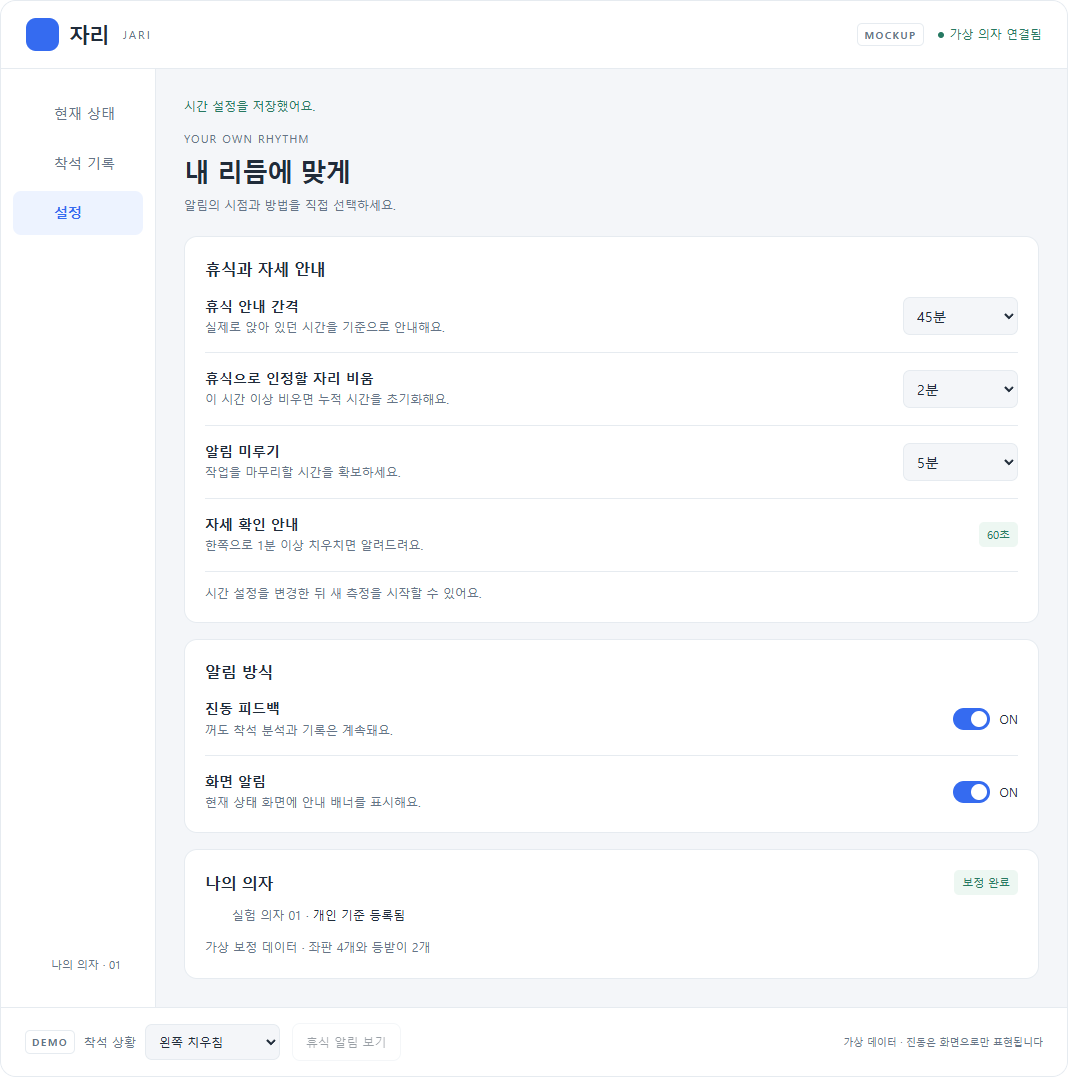 자리 JARI
MOCKUP
가상 의자 연결됨
현재 상태
착석 기록
설정
나의 의자 · 01
시간 설정을 저장했어요.
YOUR OWN RHYTHM
내 리듬에 맞게
알림의 시점과 방법을 직접 선택하세요.
휴식과 자세 안내
휴식 안내 간격
실제로 앉아 있던 시간을 기준으로 안내해요.
45분
휴식으로 인정할 자리 비움
이 시간 이상 비우면 누적 시간을 초기화해요.
2분
알림 미루기
작업을 마무리할 시간을 확보하세요.
5분
자세 확인 안내
한쪽으로 1분 이상 치우치면 알려드려요.
60초
시간 설정을 변경한 뒤 새 측정을 시작할 수 있어요.
알림 방식
진동 피드백
꺼도 착석 분석과 기록은 계속돼요.
ON
화면 알림
현재 상태 화면에 안내 배너를 표시해요.
ON
나의 의자
보정 완료
실험 의자 01 · 개인 기준 등록됨
가상 보정 데이터 · 좌판 4개와 등받이 2개
DEMO
착석 상황
왼쪽 치우침
휴식 알림 보기
가상 데이터 · 진동은 화면으로만 표현됩니다